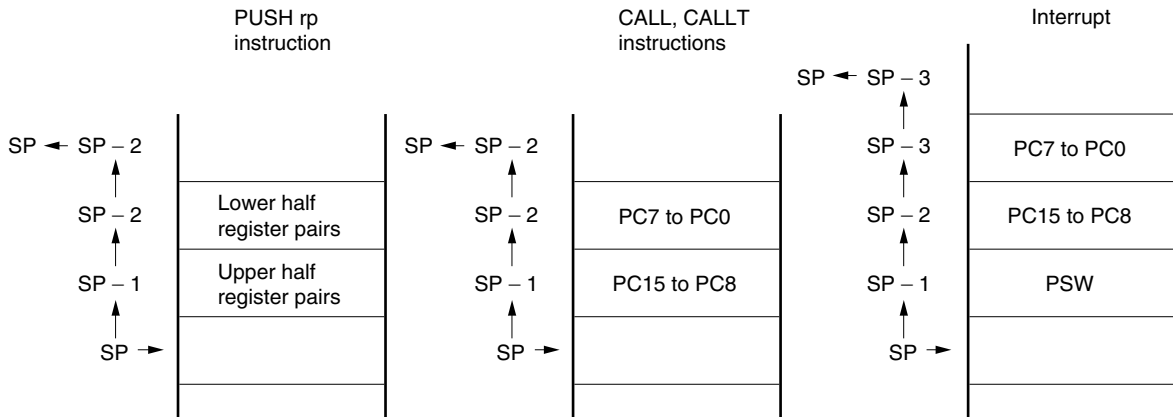 PUSH rp
instruction
CALL, CALLT
instructions
Interrupt
SP SP – 3
SP SP – 2
SP SP – 2
SP – 3
PC7 to PC0
SP – 2
Lower half
register pairs
SP – 2
PC7 to PC0
SP – 2
PC15 to PC8
SP – 1
Upper half
register pairs
SP – 1
PC15 to PC8
SP – 1
PSW
SP
SP
SP